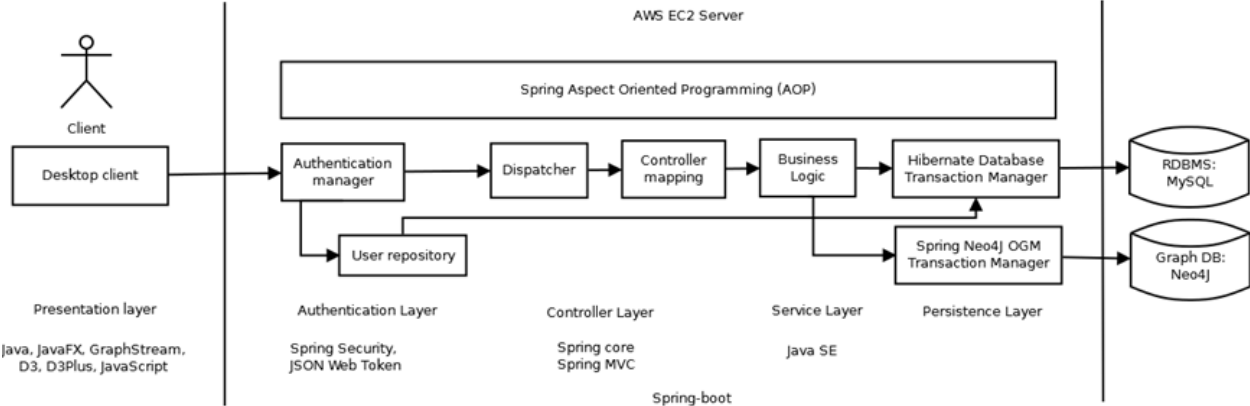 AWS EC2 Server
Spring Aspect Oriented Programming (AOP)
Client
Desktop client
Authentication
manager
Dispatcher
Controller
mapping
Business
Logic
Hibernate Database
Transaction Manager
RDBMS:
MySQL
User repository
Spring Neo4J OGM
Transaction Manager
Graph DB:
Neo4J
Presentation layer
Authentication Layer
Controller Layer
Service Layer
Persistence Layer
Java, JavaFX, GraphStream,
D3, D3Plus, JavaScript
Spring Security,
JSON Web Token
Spring core
Spring MVC
Java SE
Spring-boot